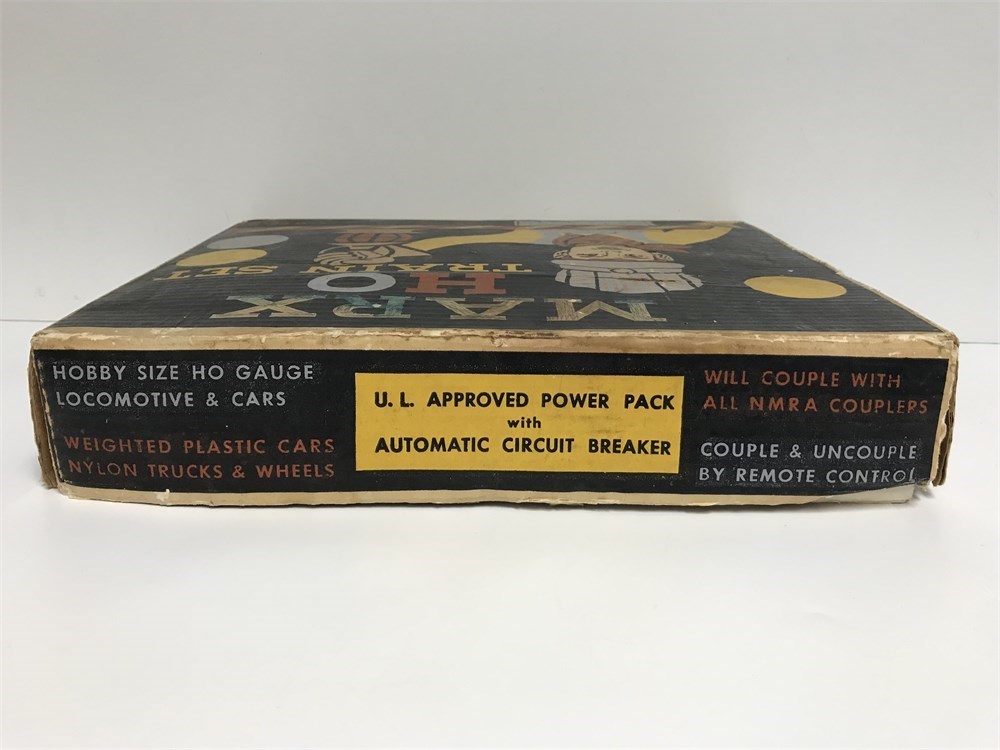 MARX
HO
TRAIN SET
HOBBY SIZE HO GAUGE
LOCOMOTIVE & CARS
WEIGHTED PLASTIC CARS
NYLON TRUCKS & WHEELS
U. L. APPROVED POWER PACK
with
AUTOMATIC CIRCUIT BREAKER
WILL COUPLE WITH
ALL NMRA COUPLERS
COUPLE & UNCOUPLE
BY REMOTE CONTROL